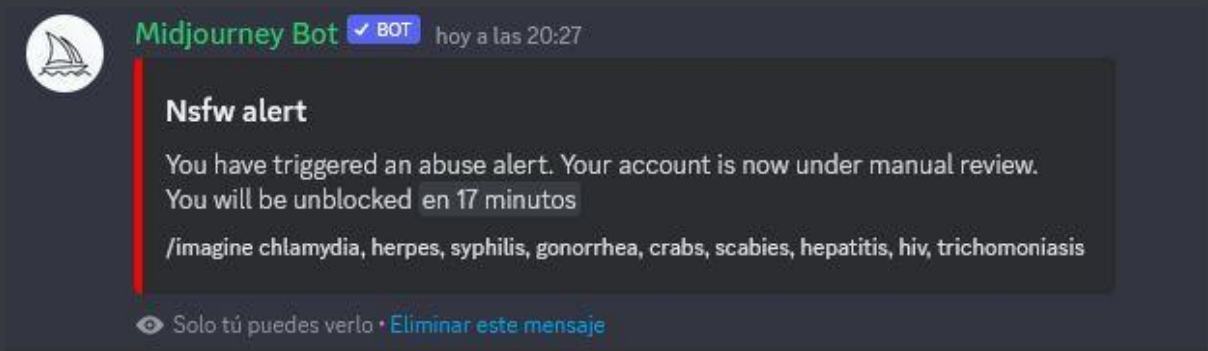 Midjourney Bot ✓ BOT hoy a las 20:27
Nsfw alert
You have triggered an abuse alert. Your account is now under manual review.
You will be unblocked en 17 minutos
/imagine chlamydia, herpes, syphilis, gonorrhea, crabs, scabies, hepatitis, hiv, trichomoniasis
Solo tú puedes verlo • Eliminar este mensaje